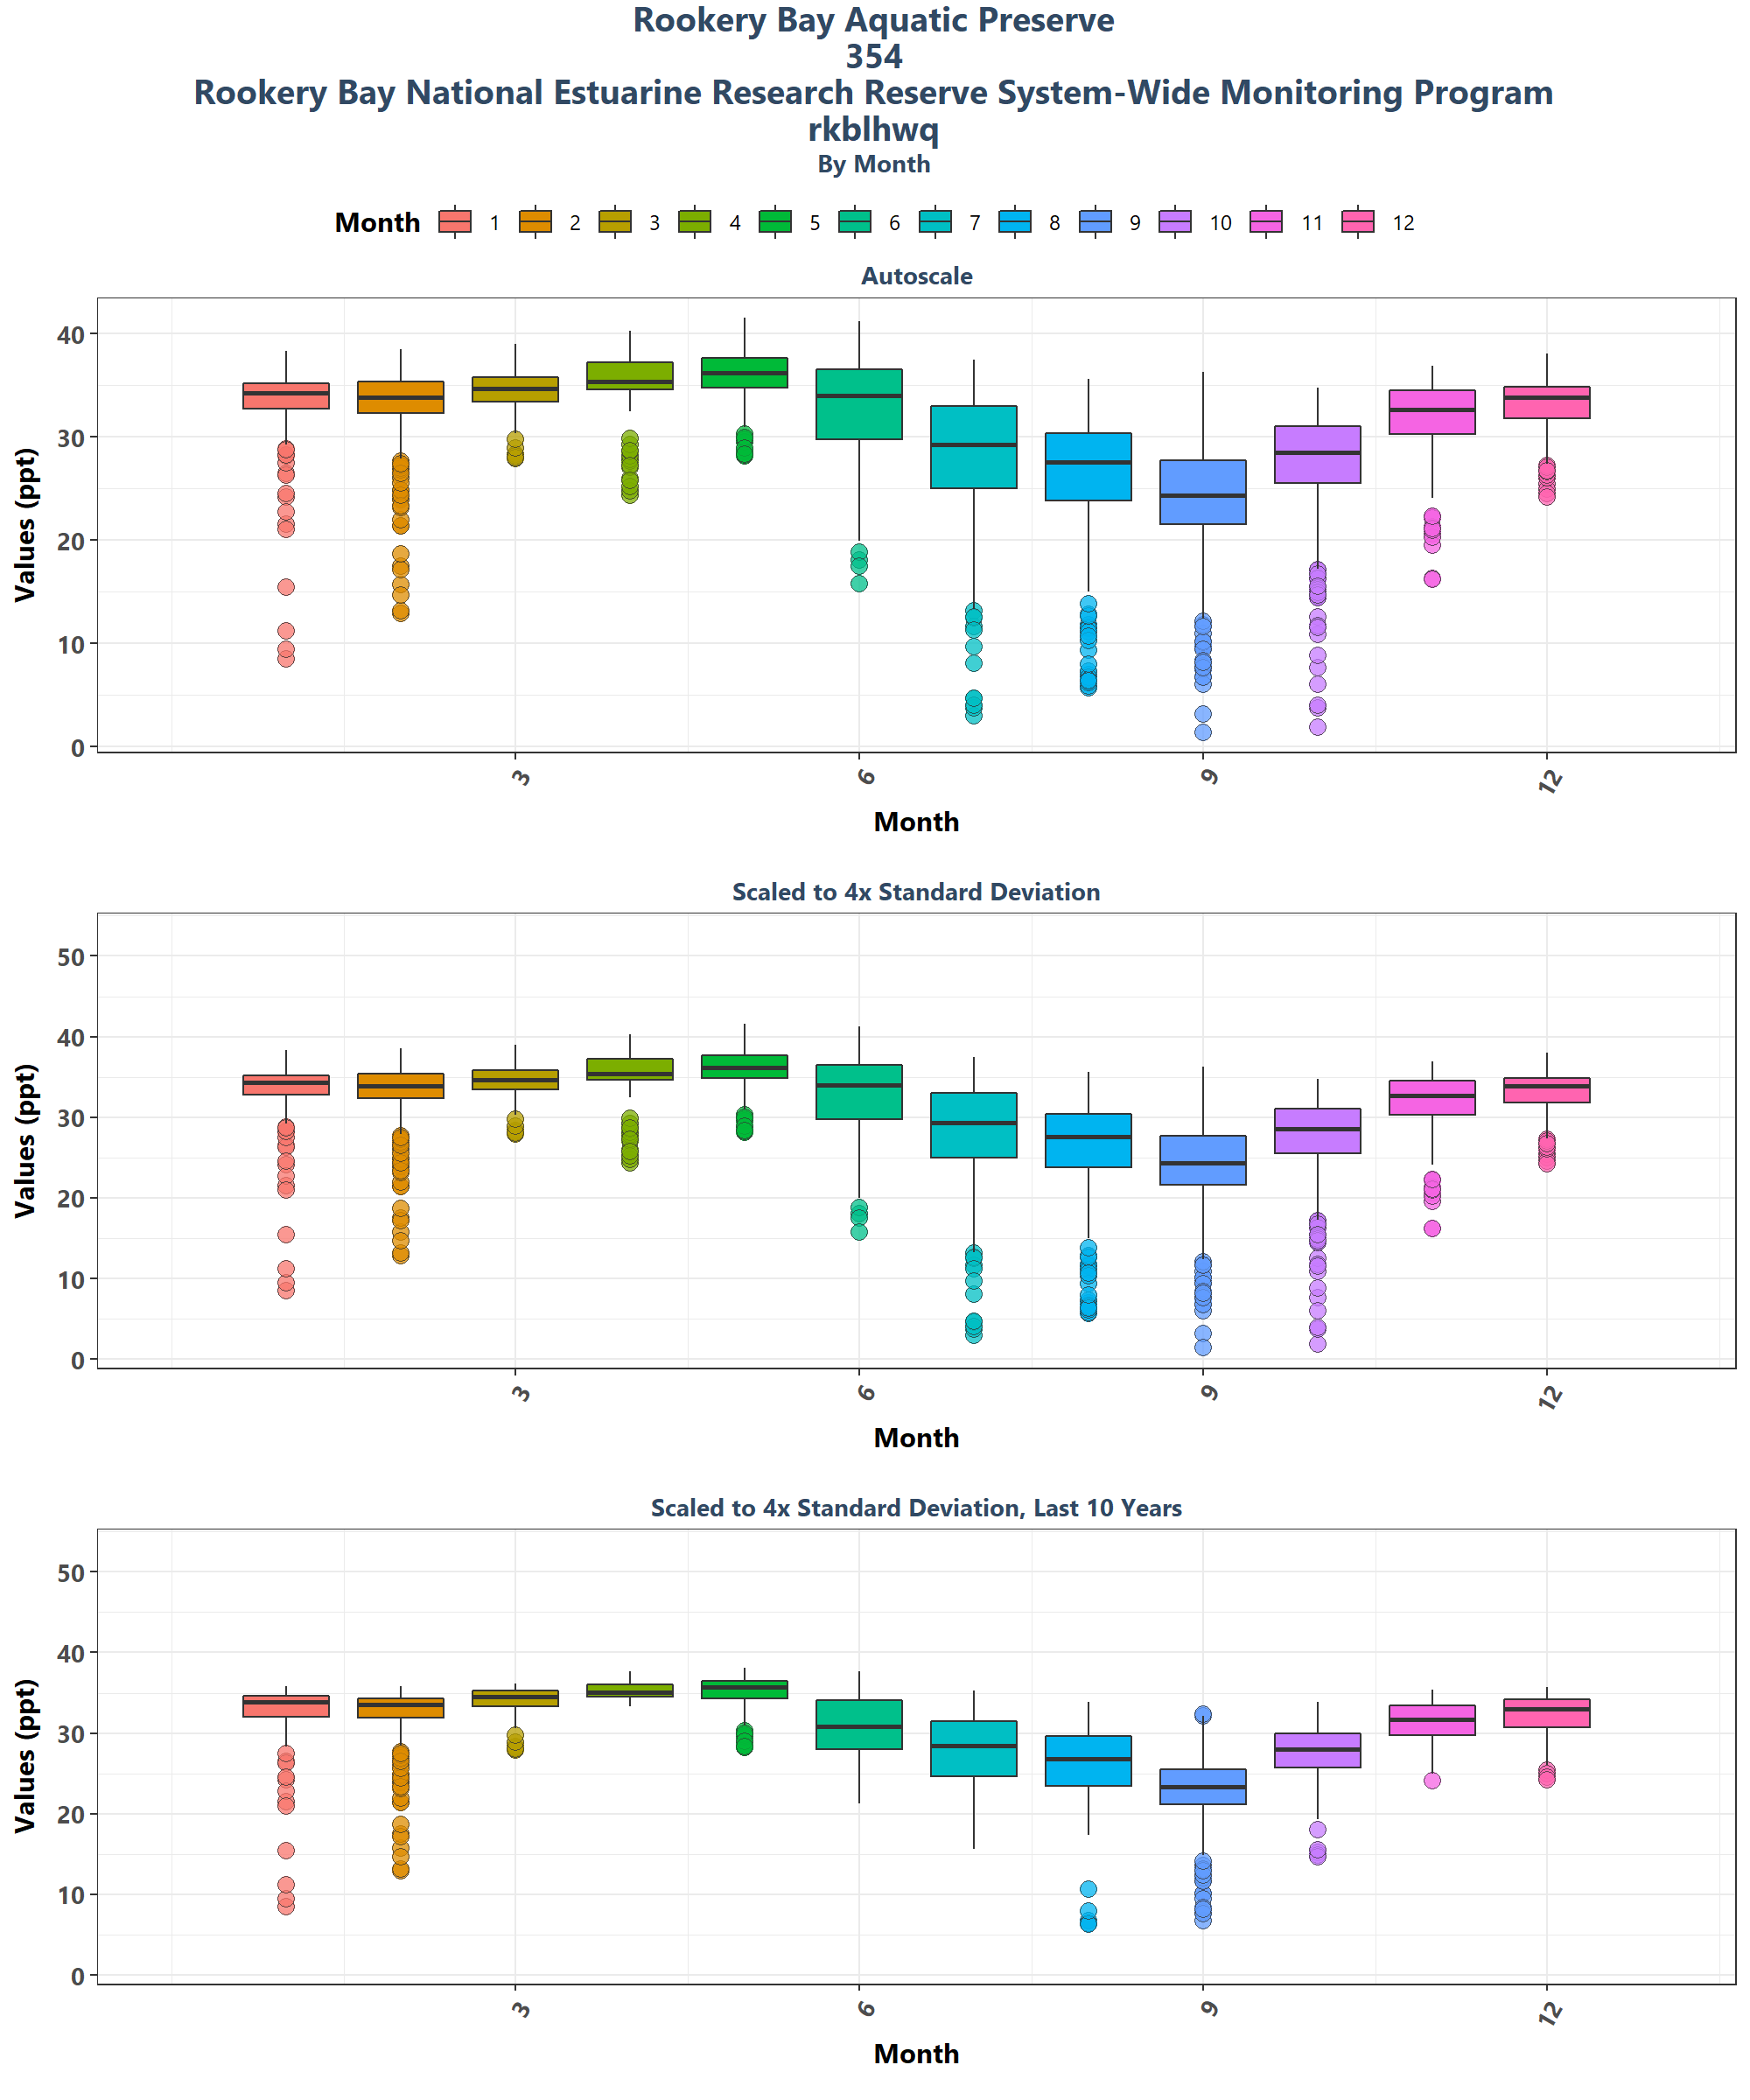 Rookery Bay Aquatic Preserve
354
Rookery Bay National Estuarine Research Reserve System-Wide Monitoring Program
rkblhwq
By Month
Month 1 2 3 4 5 6 7 8 9 10 11 12
Autoscale
Values (ppt)
40
30
20
10
0
3 6 9 12
Month
Scaled to 4x Standard Deviation
Values (ppt)
50
40
30
20
10
0
3 6 9 12
Month
Scaled to 4x Standard Deviation, Last 10 Years
Values (ppt)
50
40
30
20
10
0
3 6 9 12
Month